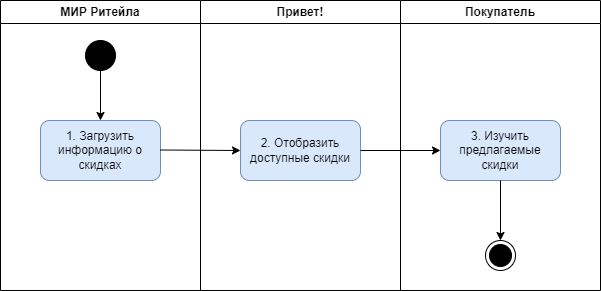 МИР Ритейла
Привет!
Покупатель
1. Загрузить
информацию о
скидках
2. Отобразить
доступные скидки
3. Изучить
предлагаемые
скидки